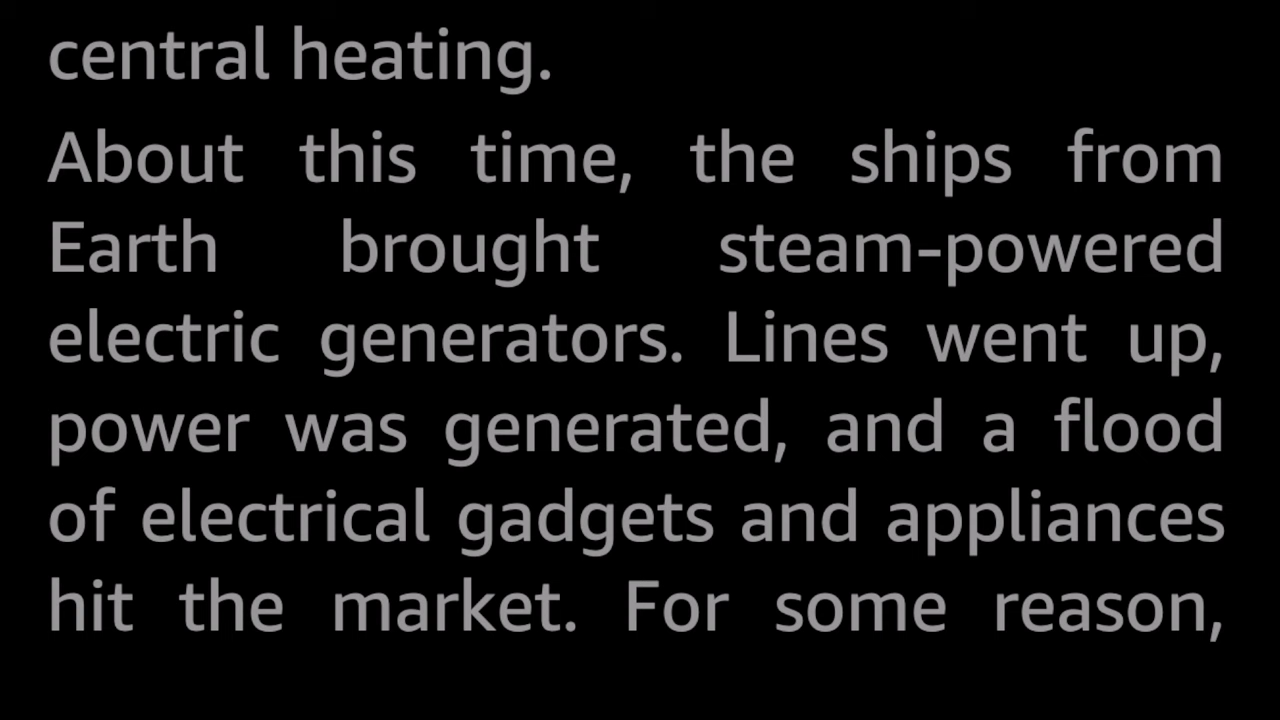 central heating.
About this time, the ships from
Earth brought steam-powered
electric generators. Lines went up,
power was generated, and a flood
of electrical gadgets and appliances
hit the market. For some reason,